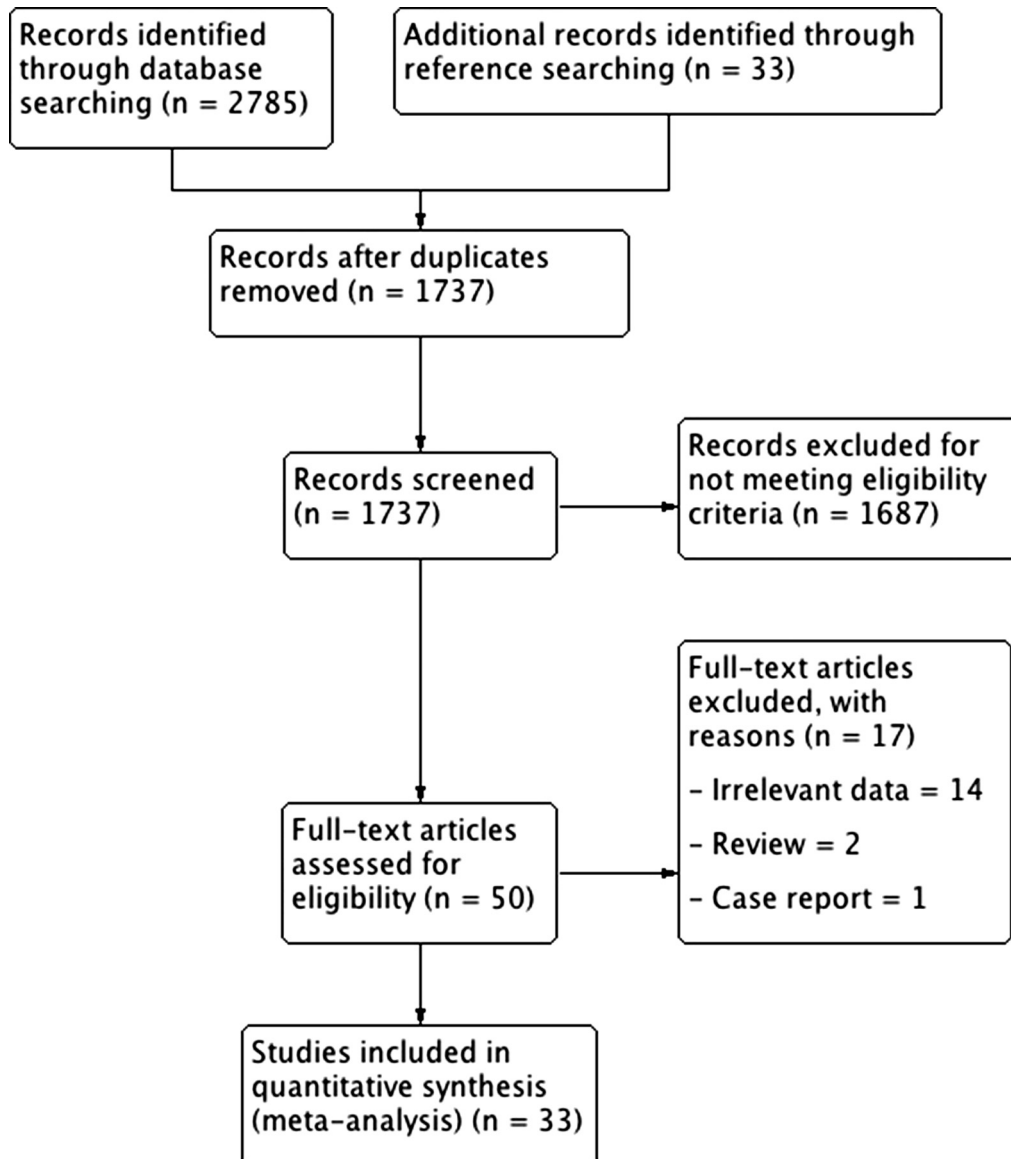 Records identified
through database
searching (n = 2785)
Additional records identified through
reference searching (n = 33)
Records after duplicates
removed (n = 1737)
Records screened
(n = 1737)
Records excluded for
not meeting eligibility
criteria (n = 1687)
Full-text articles
assessed for
eligibility (n = 50)
Full-text articles
excluded, with
reasons (n = 17)
- Irrelevant data = 14
- Review = 2
- Case report = 1
Studies included in
quantitative synthesis
(meta-analysis) (n = 33)